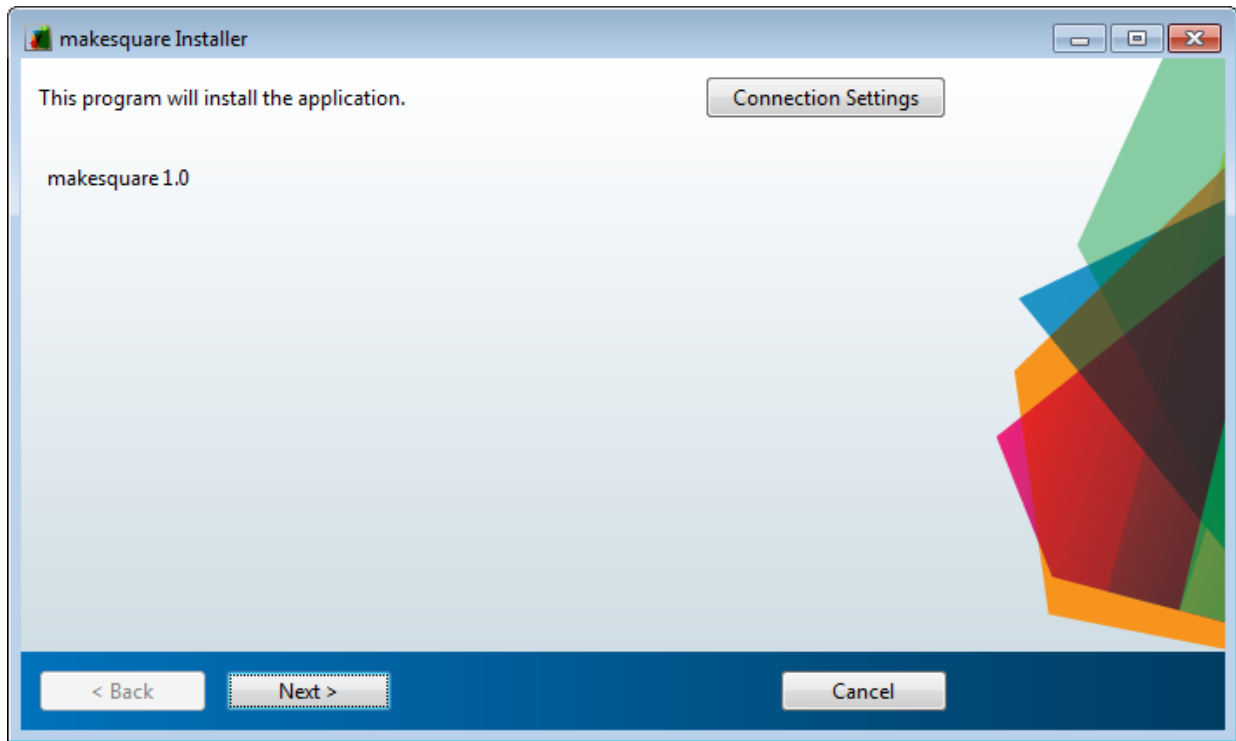 makesquare Installer
This program will install the application.
Connection Settings
makesquare 1.0
< Back
Next >
Cancel